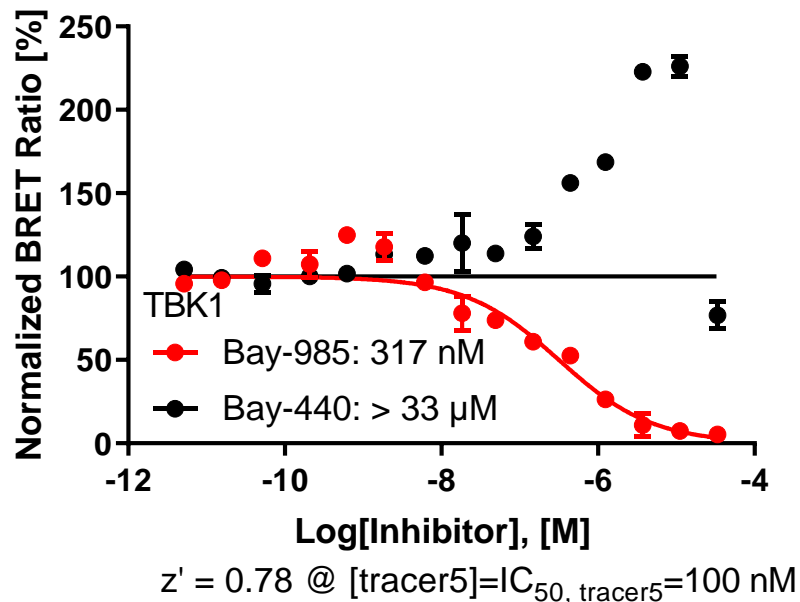 Normalized BRET Ratio [%]
250
200
150
100
50
0
TBK1
Bay-985: 317 nM
Bay-440: > 33 µM
-12
-10
-8
-6
-4
Log[Inhibitor], [M]
z' = 0.78 @ [tracer5]=IC50, tracer5=100 nM